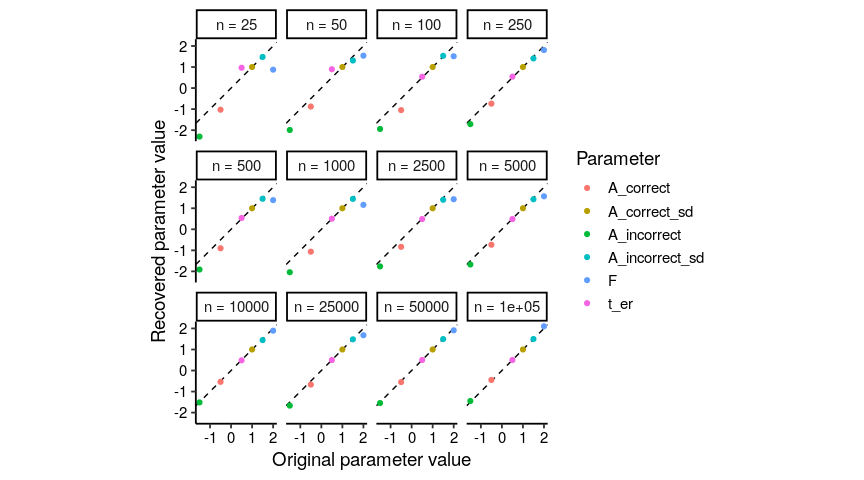 n = 25 n = 50 n = 100 n = 250
2
1
0
-1
-2
n = 500 n = 1000 n = 2500 n = 5000
2
1
0
-1
-2
n = 10000 n = 25000 n = 50000 n = 1e+05
2
1
0
-1
-2
-1 0 1 2 -1 0 1 2 -1 0 1 2 -1 0 1 2
Original parameter value
Recovered parameter value
Parameter
A_correct
A_correct_sd
A_incorrect
A_incorrect_sd
F
t_er